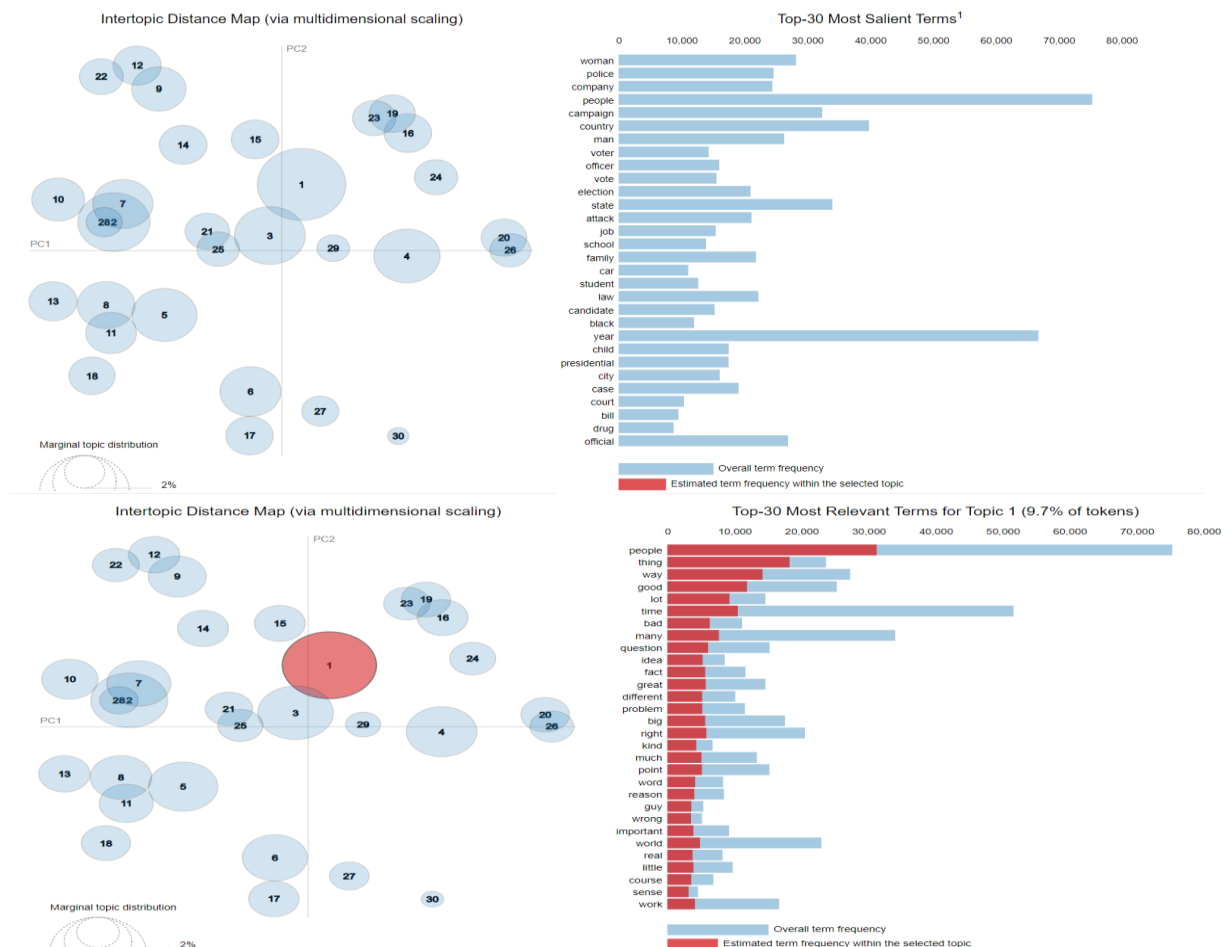 Intertopic Distance Map (via multidimensional scaling)
PC2
12
22
9
23
19
16
14
15
1
24
10
7
282
21
3
25
29
4
20
26
PC1
13
8
5
11
18
6
27
17
30
Marginal topic distribution
2%
Top-30 Most Salient Terms1
0 10,000 20,000 30,000 40,000 50,000 60,000 70,000 80,000
woman
police
company
people
campaign
country
man
voter
officer
vote
election
state
attack
job
school
family
car
student
law
candidate
black
year
child
presidential
city
case
court
bill
drug
official
Overall term frequency
Estimated term frequency within the selected topic
Intertopic Distance Map (via multidimensional scaling)
PC2
12
22
9
23
19
16
14
15
1
24
10
7
282
21
3
25
29
4
20
26
PC1
13
8
5
11
18
6
27
17
30
Marginal topic distribution
2%
Top-30 Most Relevant Terms for Topic 1 (9.7% of tokens)
0 10,000 20,000 30,000 40,000 50,000 60,000 70,000 80,000
people
thing
way
good
lot
time
bad
many
question
idea
fact
great
different
problem
big
right
kind
much
point
word
reason
guy
wrong
important
world
real
little
course
sense
work
Overall term frequency
Estimated term frequency within the selected topic